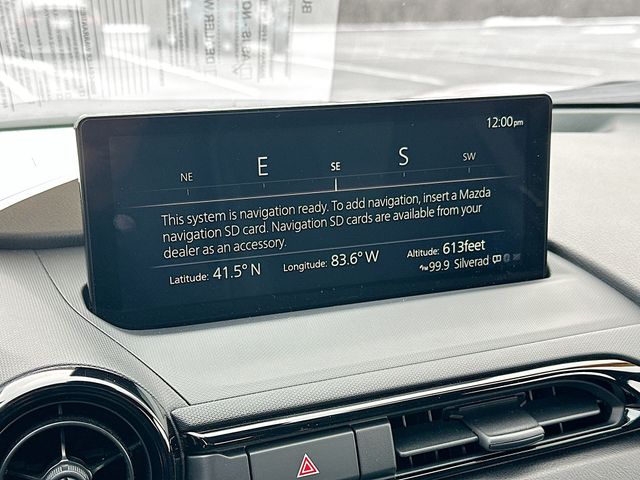 12:00pm
NE E SE S SW
This system is navigation ready. To add navigation, insert a Mazda
navigation SD card. Navigation SD cards are available from your
dealer as an accessory.
Latitude: 41.5° N Longitude: 83.6° W Altitude: 613feet
99.9 Silverad